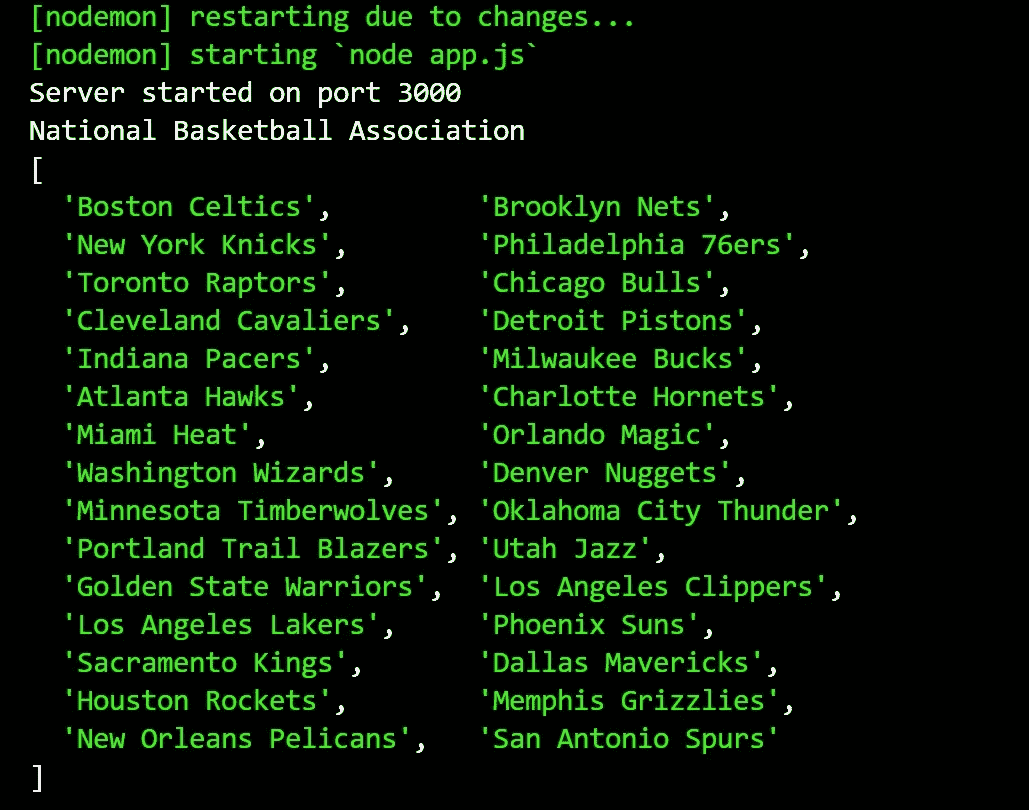 [nodemon] restarting due to changes...
[nodemon] starting `node app.js`
Server started on port 3000
National Basketball Association
[
  'Boston Celtics',         'Brooklyn Nets',
  'New York Knicks',        'Philadelphia 76ers',
  'Toronto Raptors',        'Chicago Bulls',
  'Cleveland Cavaliers',    'Detroit Pistons',
  'Indiana Pacers',         'Milwaukee Bucks',
  'Atlanta Hawks',          'Charlotte Hornets',
  'Miami Heat',             'Orlando Magic',
  'Washington Wizards',     'Denver Nuggets',
  'Minnesota Timberwolves', 'Oklahoma City Thunder',
  'Portland Trail Blazers', 'Utah Jazz',
  'Golden State Warriors',  'Los Angeles Clippers',
  'Los Angeles Lakers',     'Phoenix Suns',
  'Sacramento Kings',       'Dallas Mavericks',
  'Houston Rockets',        'Memphis Grizzlies',
  'New Orleans Pelicans',   'San Antonio Spurs'
]